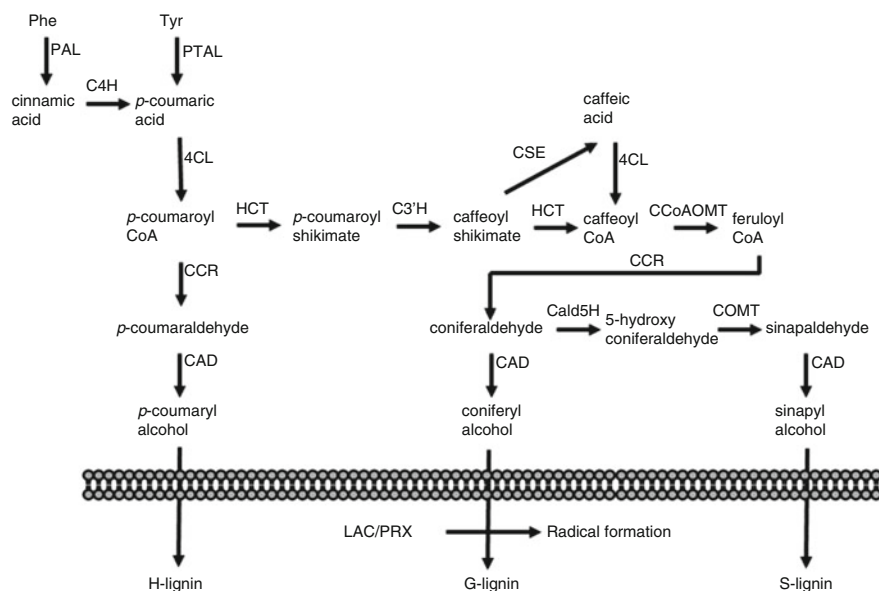 Phe Tyr
PAL PTAL
C4H
cinnamic acid
p-coumaric acid
caffeic acid
4CL
CSE 4CL
p-coumaroyl CoA
HCT
p-coumaroyl shikimate
C3'H
caffeoyl shikimate
HCT
caffeoyl CoA
CCoAOMT
feruloyl CoA
CCR CCR
p-coumaraldehyde
coniferaldehyde
Cald5H
5-hydroxy coniferaldehyde
COMT
sinapaldehyde
CAD CAD CAD
p-coumaryl alcohol
coniferyl alcohol
sinapyl alcohol
LAC/PRX Radical formation
H-lignin G-lignin S-lignin